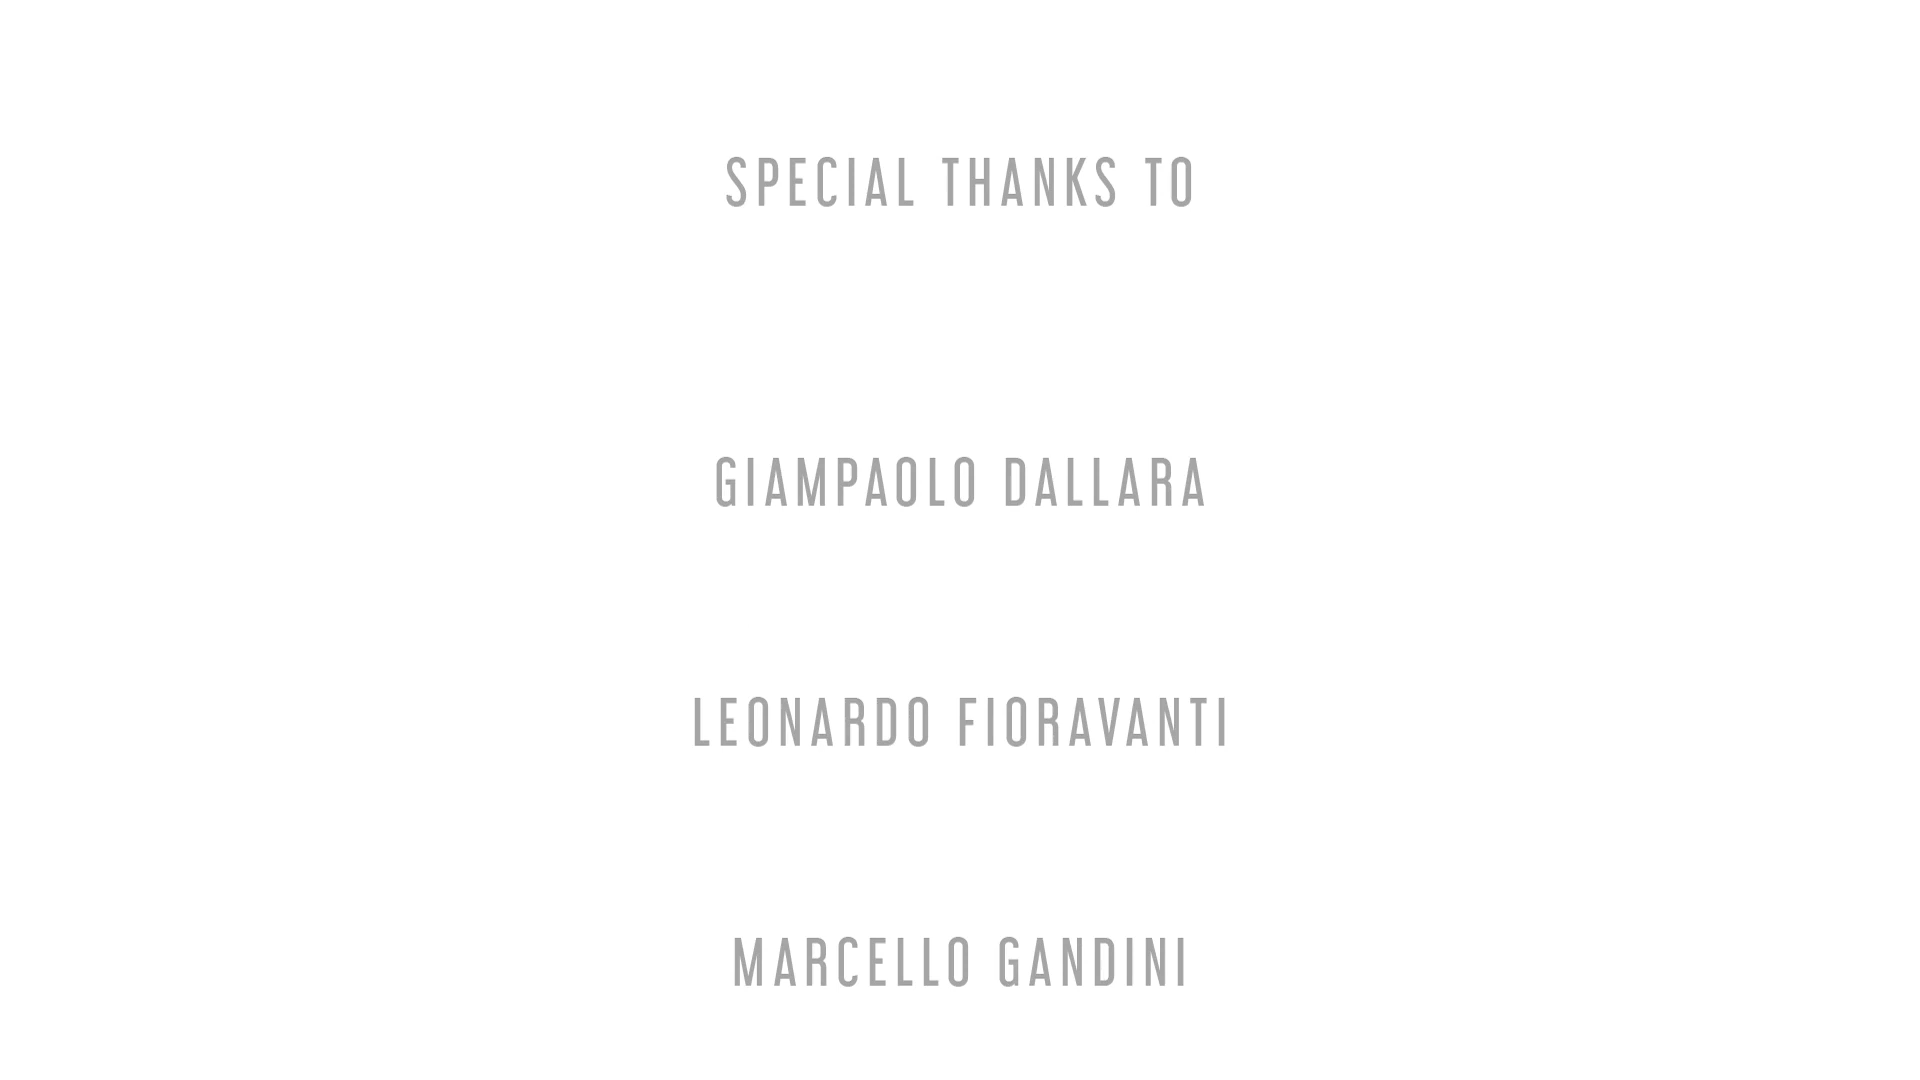 SPECIAL THANKS TO
GIAMPAOLO DALLARA
LEONARDO FIORAVANTI
MARCELLO GANDINI